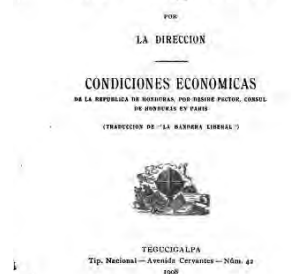 POR
LA DIRECCION
CONDICIONES ECONOMICAS
DE LA REPUBLICA DE HONDURAS, POR DESIRE PECTOR, CONSUL
DE HONDURAS EN PARIS
(TRADUCCION DE "LA BANDERA LIBERAL")
TEGUCIGALPA
Tip. Nacional—Avenida Cervantes—Núm. 42
1908